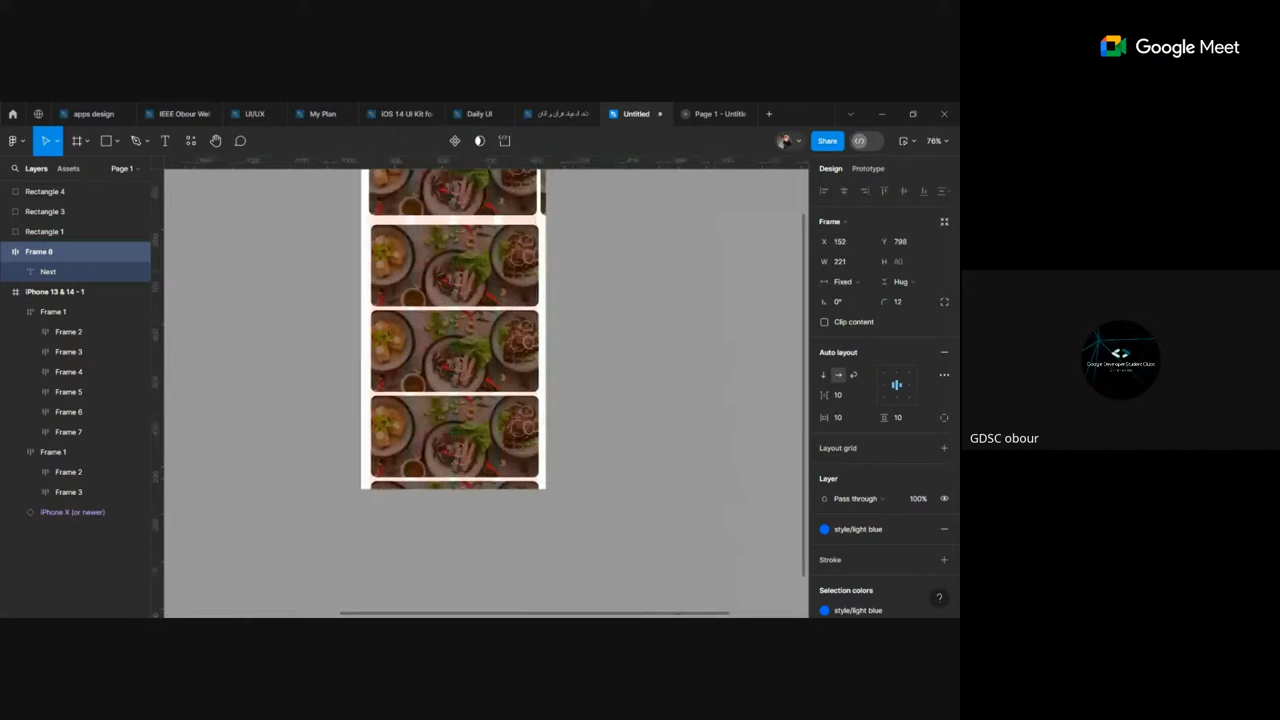 Google Meet
apps design
IEEE Obour Wel
UI/UX
My Plan
iOS 14 UI Kit fo
Daily UI
Untitled
Page 1 - Untitle
Share
76%
Layers
Assets
Page 1
Design
Prototype
Rectangle 4
Rectangle 3
Rectangle 1
Frame 8
Next
iPhone 13 & 14 - 1
Frame 1
Frame 2
Frame 3
Frame 4
Frame 5
Frame 6
Frame 7
Frame 1
Frame 2
Frame 3
iPhone X (or newer)
Frame
X 152
Y 798
W 221
H 80
Fixed
Hug
0°
12
Clip content
Auto layout
10
10
10
Layout grid
Layer
Pass through
100%
style/light blue
Stroke
Selection colors
style/light blue
?
Google Developer Student Clubs
GDSC obour